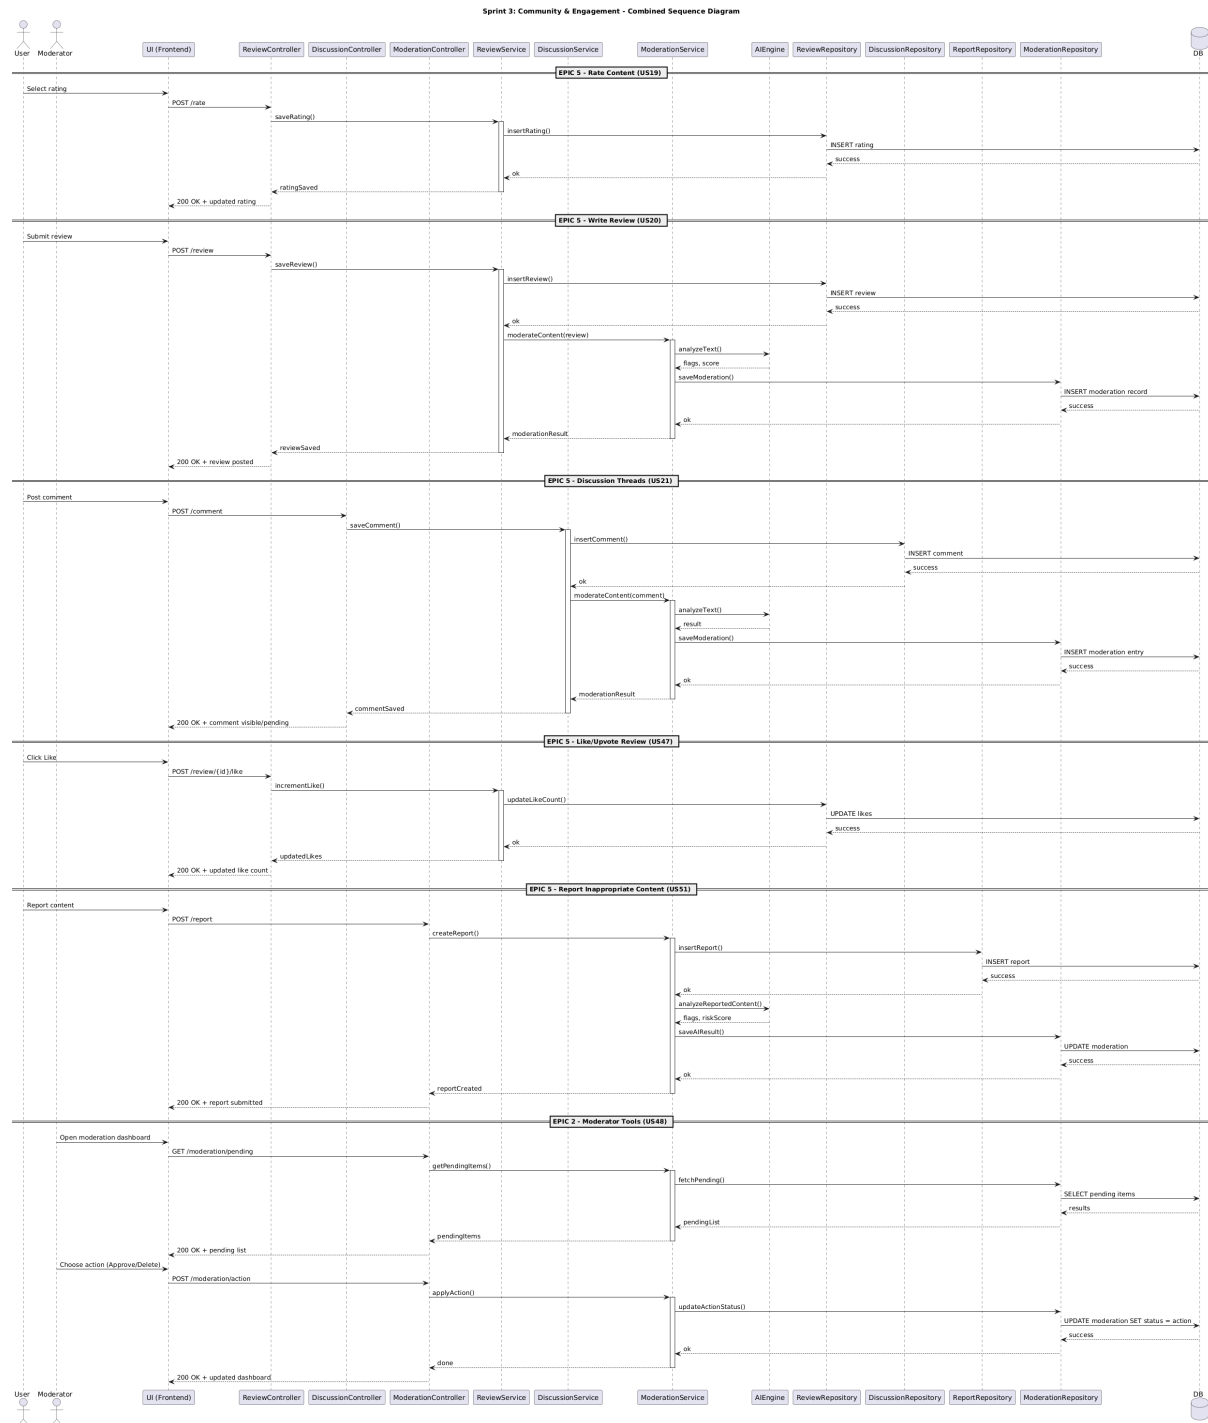 Sprint 3: Community & Engagement - Combined Sequence Diagram
User Moderator UI (Frontend) ReviewController DiscussionController ModerationController ReviewService DiscussionService ModerationService AIEngine ReviewRepository DiscussionRepository ReportRepository ModerationRepository DB
EPIC 5 - Rate Content (US19)
Select rating
POST /rate
saveRating()
insertRating()
INSERT rating
success
ok
ratingSaved
200 OK + updated rating
EPIC 5 - Write Review (US20)
Submit review
POST /review
saveReview()
insertReview()
INSERT review
success
ok
moderateContent(review)
analyzeText()
flags, score
saveModeration()
INSERT moderation record
success
ok
moderationResult
reviewSaved
200 OK + review posted
EPIC 5 - Discussion Threads (US21)
Post comment
POST /comment
saveComment()
insertComment()
INSERT comment
success
ok
moderateContent(comment)
analyzeText()
result
saveModeration()
INSERT moderation entry
success
ok
moderationResult
commentSaved
200 OK + comment visible/pending
EPIC 5 - Like/Upvote Review (US47)
Click Like
POST /review/{id}/like
incrementLike()
updateLikeCount()
UPDATE likes
success
ok
updatedLikes
200 OK + updated like count
EPIC 5 - Report Inappropriate Content (US51)
Report content
POST /report
createReport()
insertReport()
INSERT report
success
ok
analyzeReportedContent()
flags, riskScore
saveAIResult()
UPDATE moderation
success
ok
reportCreated
200 OK + report submitted
EPIC 2 - Moderator Tools (US48)
Open moderation dashboard
GET /moderation/pending
getPendingItems()
fetchPending()
SELECT pending items
results
pendingList
pendingItems
200 OK + pending list
Choose action (Approve/Delete)
POST /moderation/action
applyAction()
updateActionStatus()
UPDATE moderation SET status = action
success
ok
done
200 OK + updated dashboard
User Moderator UI (Frontend) ReviewController DiscussionController ModerationController ReviewService DiscussionService ModerationService AIEngine ReviewRepository DiscussionRepository ReportRepository ModerationRepository DB